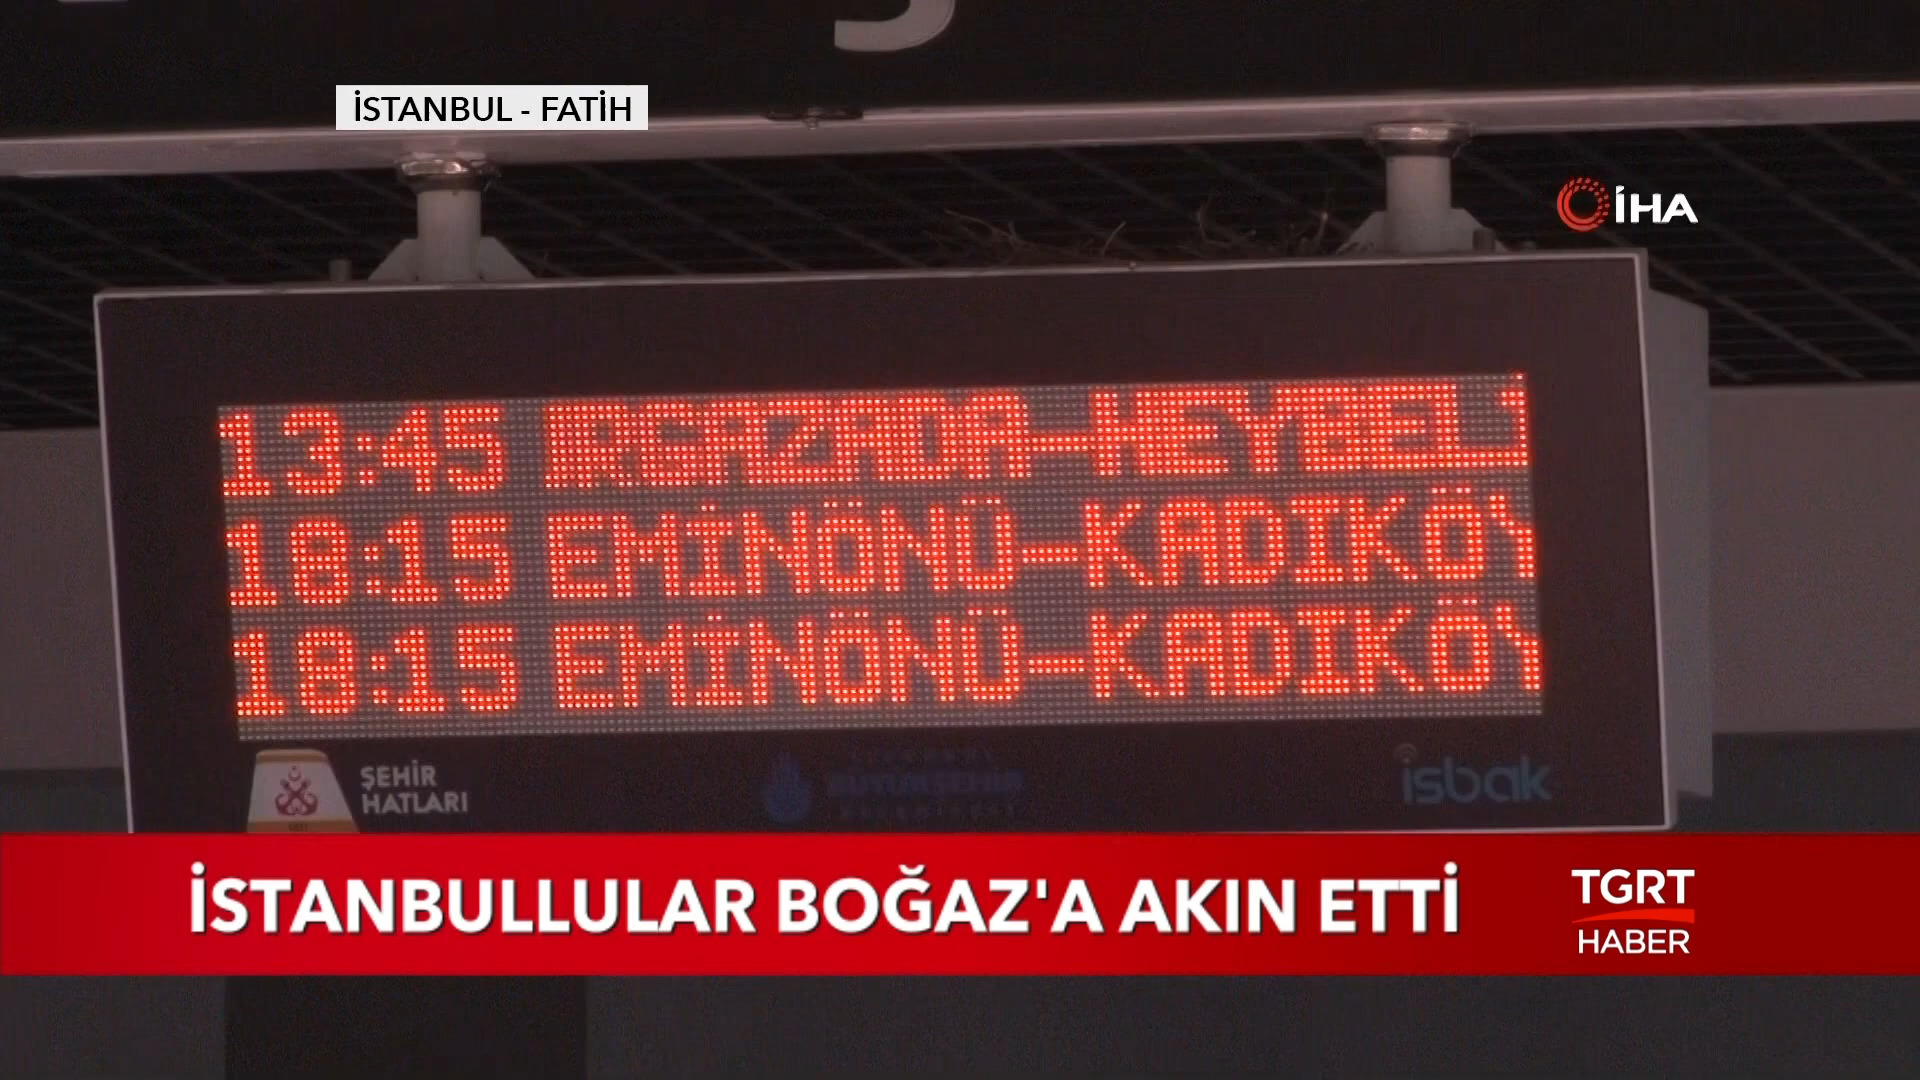 İSTANBUL - FATİH
İHA
13:45
18:15 EMİNÖNÜ-KADIKÖY
18:15 EMİNÖNÜ-KADIKÖY
ŞEHİR
HATLARI
BÜYÜKŞEHİR
isbak
İSTANBULLULAR BOĞAZ'A AKIN ETTİ
TGRT
HABER